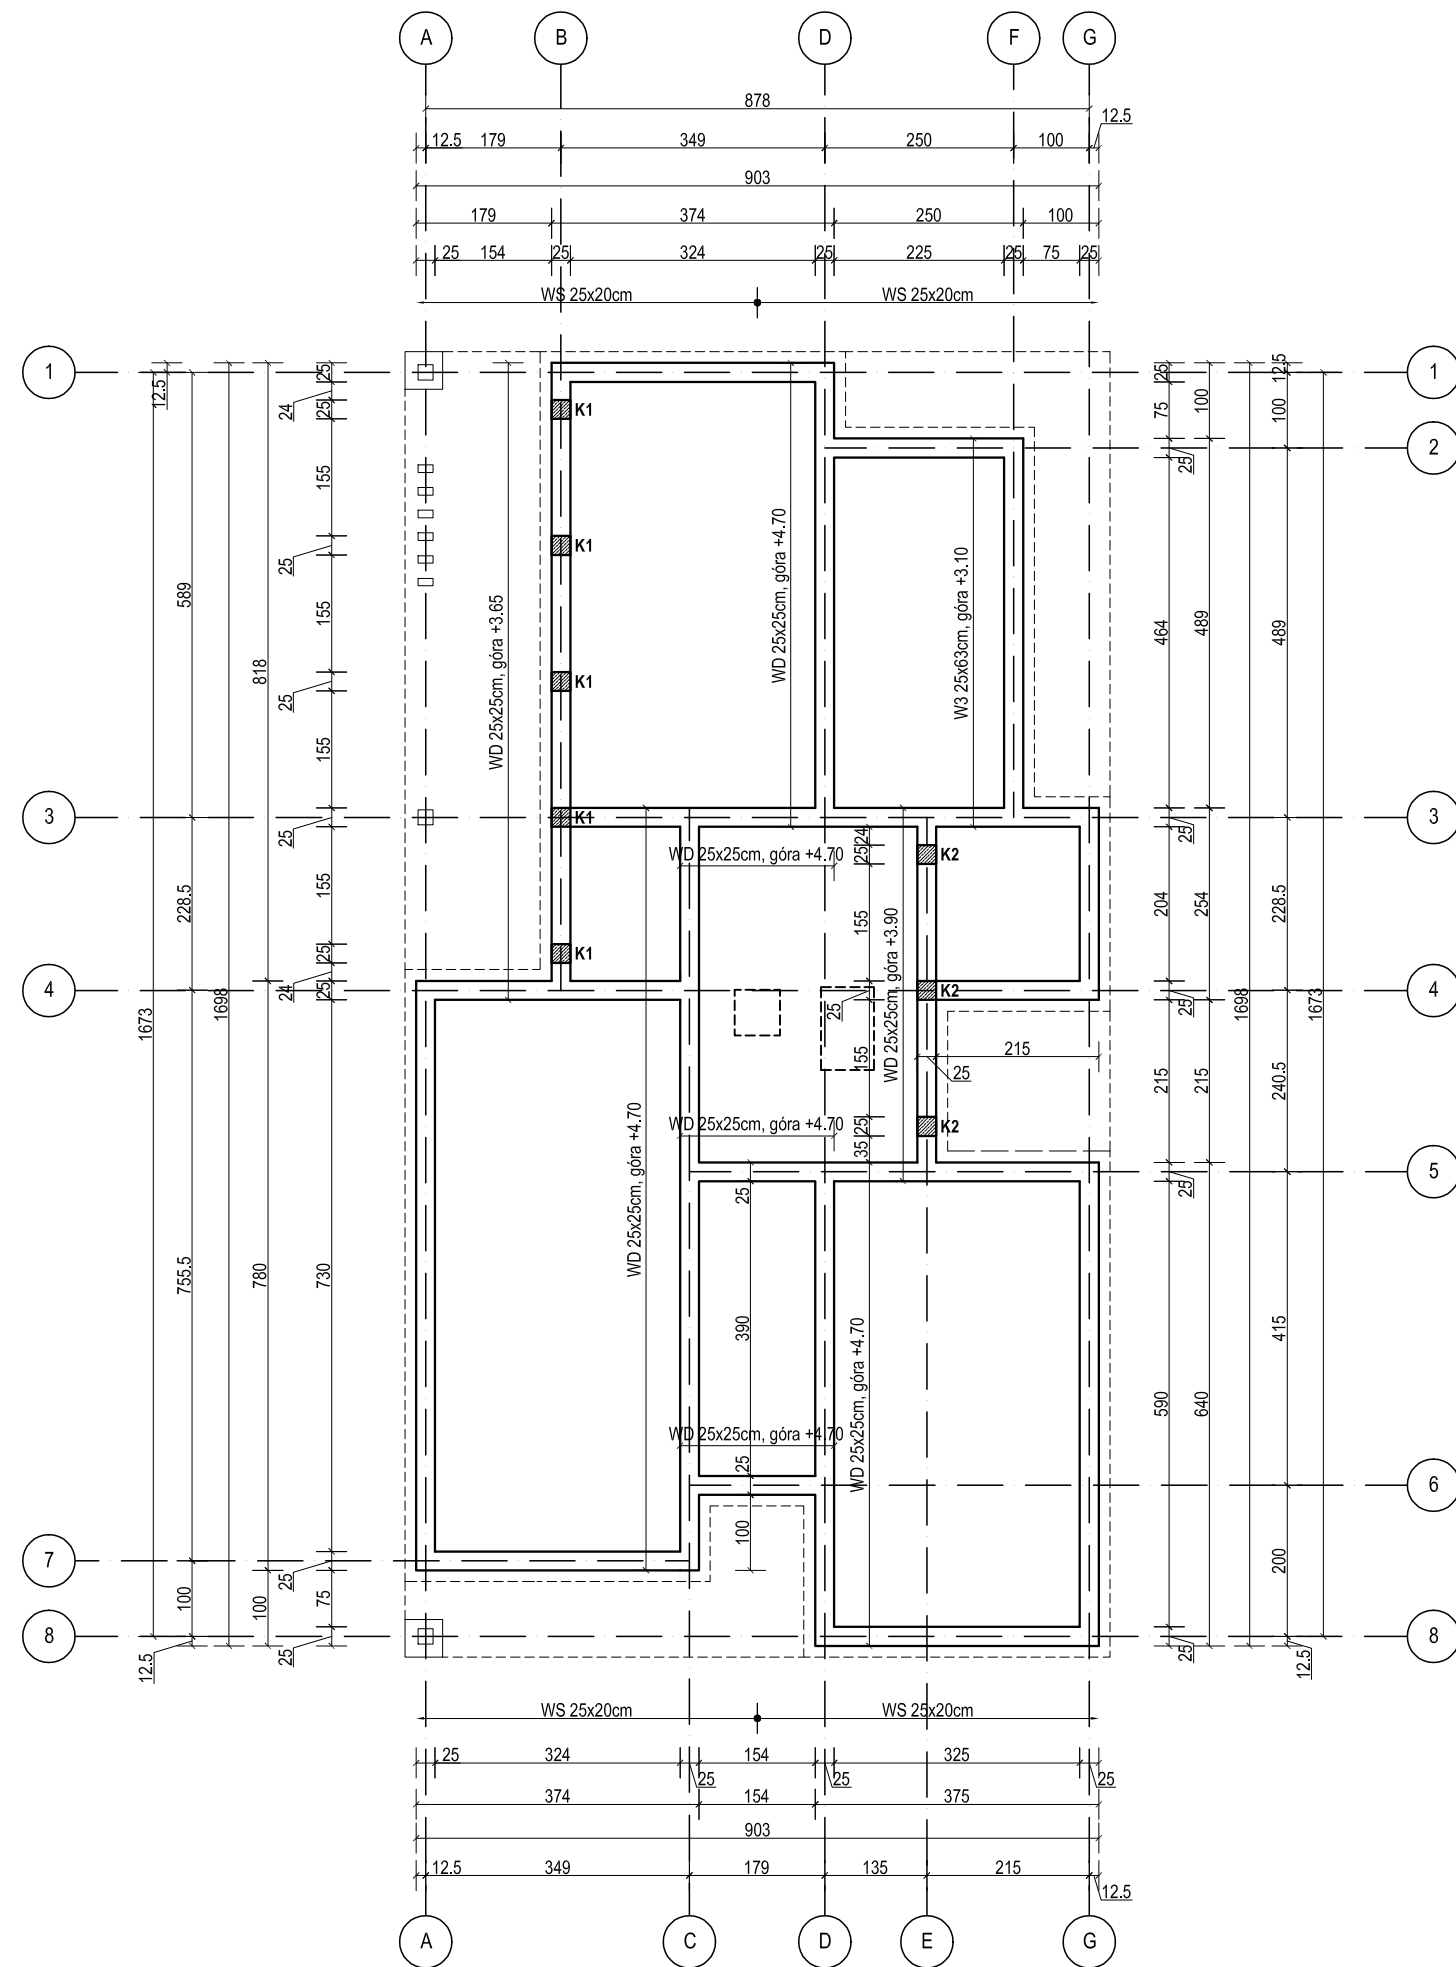 A B D F G
878
12.5 179 349 250 100 12.5
903
179 374 250 100
25 154 25 324 25 225 25 75 25
WS 25x20cm WS 25x20cm
1 1
12.5 25 24 25 155 25 155 25 155 25 155 25 24 25
589 228.5 755.5 100 12.5
1673 1698 818 780 100
730 25 75 25
K1
K1
K1
K1
K1
WD 25x25cm, góra +3.65
WD 25x25cm, góra +4.70
W3 25x63cm, góra +3.10
2
25 75 25 464 25 204 25 215 25 590 25
100 489 254 215 640
1698
12.5 100 489 228.5 240.5 415 200 12.5
1673
3 3
WD 25x25cm, góra +4.70
24 25 155 25 155 25 35
K2
K2
K2
WD 25x25cm, góra +3.90
4 4
215
25
WD 25x25cm, góra +4.70
WD 25x25cm, góra +4.70
5
25 390 25 100
WD 25x25cm, góra +4.70
WD 25x25cm, góra +4.70
6
7
8 8
WS 25x20cm WS 25x20cm
25 324 25 154 25 325 25
374 154 375
903
12.5 349 179 135 215 12.5
A C D E G